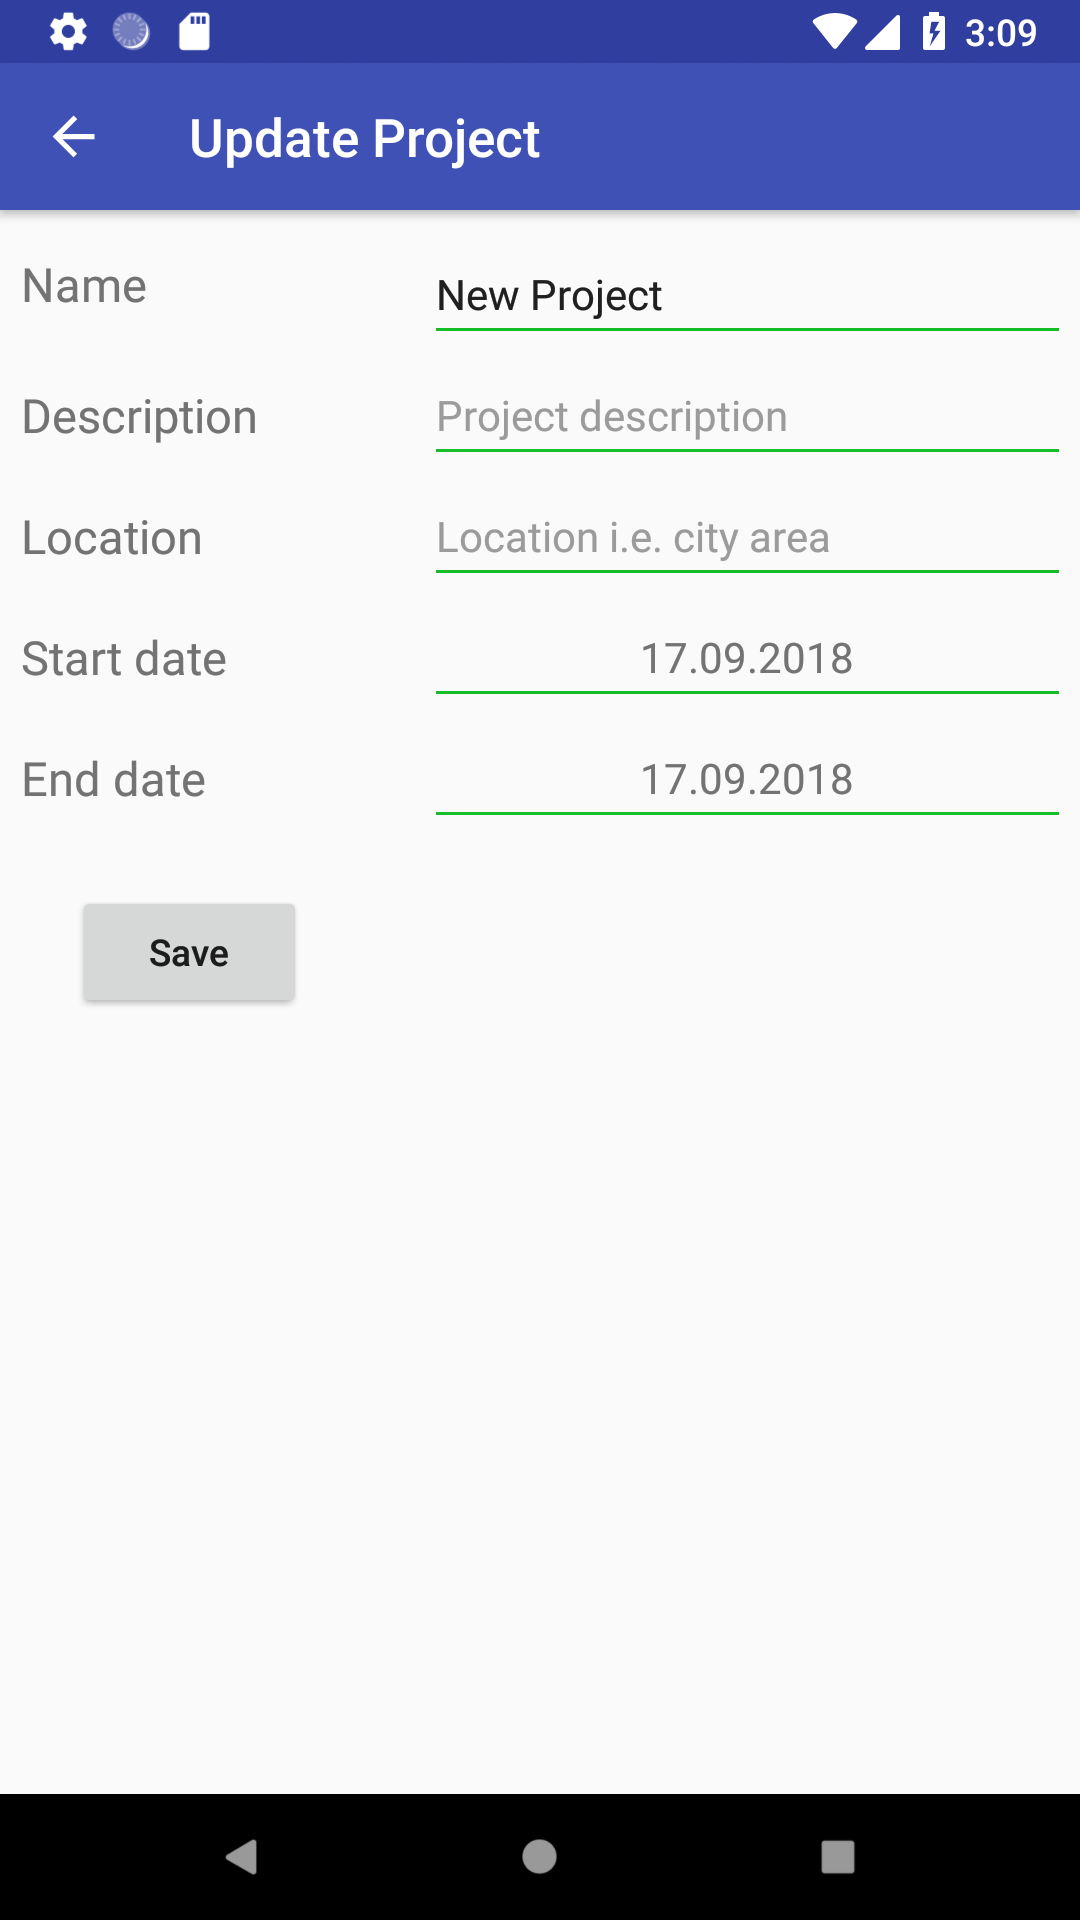 3:09
Update Project
Name
New Project
Description
Project description
Location
Location i.e. city area
Start date
17.09.2018
End date
17.09.2018
Save